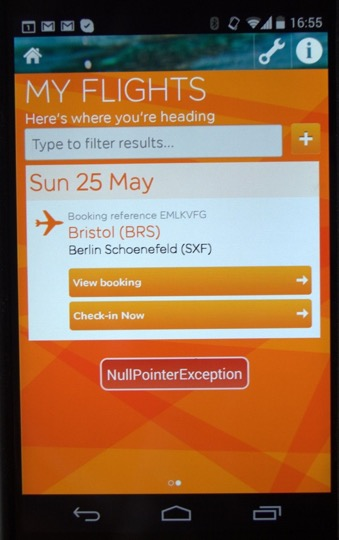 1 16:55
MY FLIGHTS
Here's where you're heading
Type to filter results...
+
Sun 25 May
Booking reference EMLKVFG
Bristol (BRS)
Berlin Schoenefeld (SXF)
View booking
Check-in Now
NullPointerException